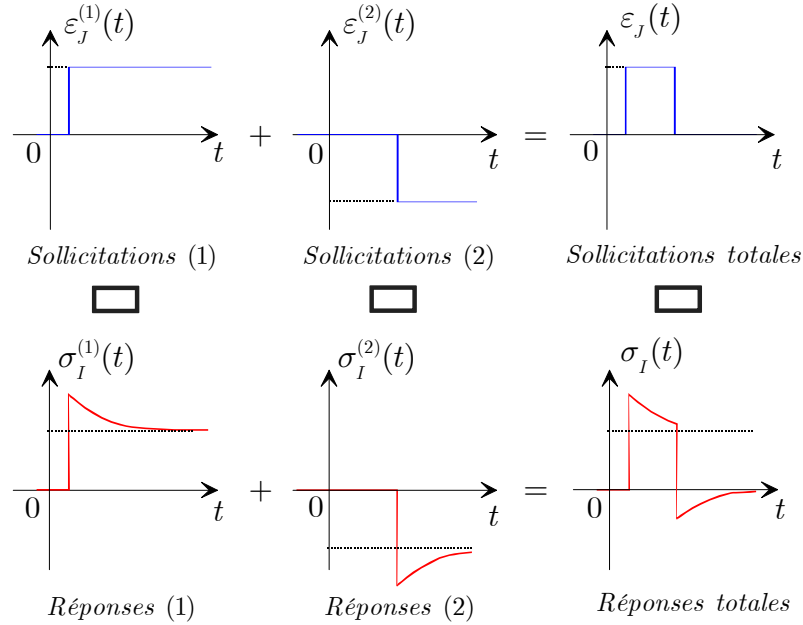 ε_J^(1)(t) ε_J^(2)(t) ε_J(t)
+ =
0 t 0 t 0 t
Sollicitations (1) Sollicitations (2) Sollicitations totales
σ_I^(1)(t) σ_I^(2)(t) σ_I(t)
+ =
0 t 0 t 0 t
Réponses (1) Réponses (2) Réponses totales